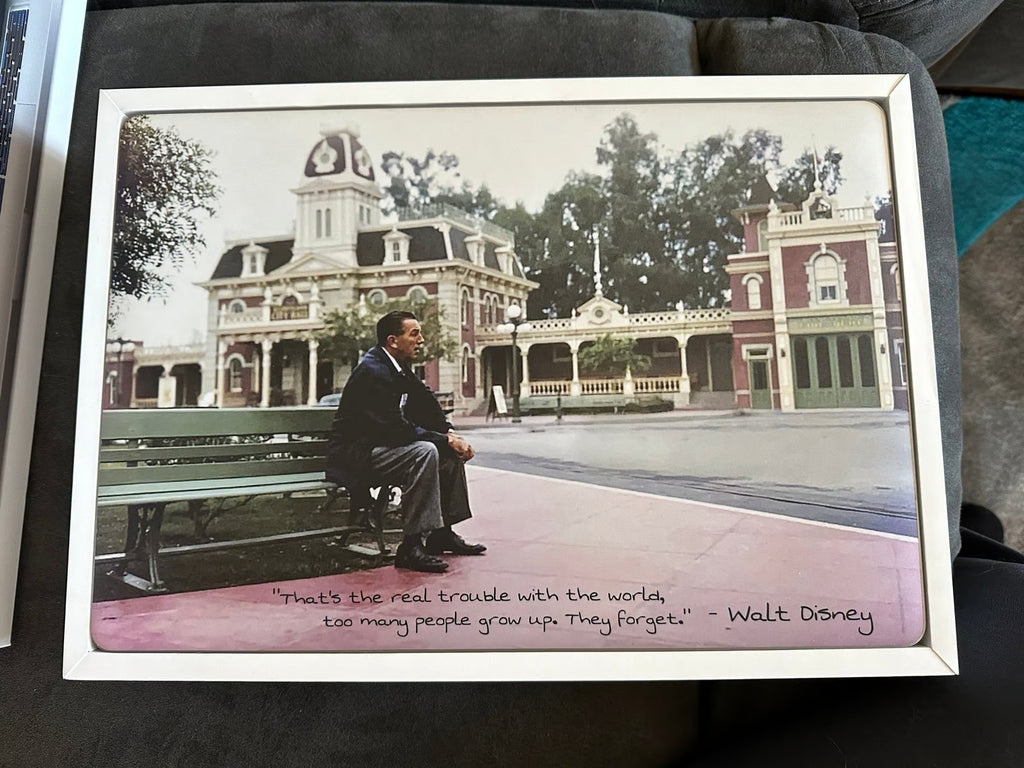 "That's the real trouble with the world,
too many people grow up. They forget." - Walt Disney